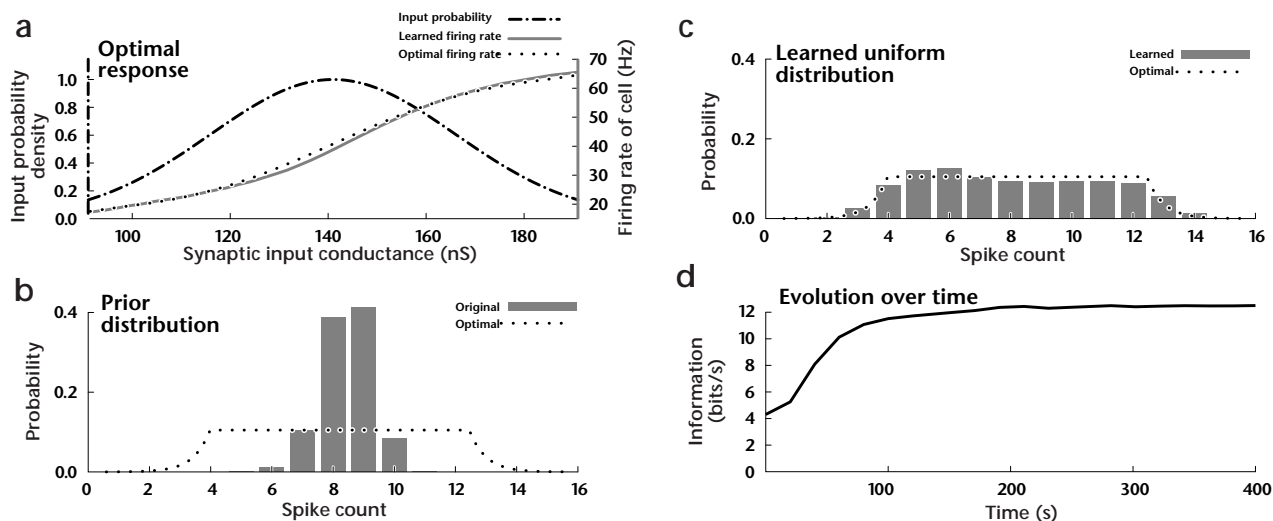 a
Optimal
response
Input probability
Learned firing rate
Optimal firing rate
Input probability
density
1.0
0.8
0.6
0.4
0.2
0.0
70
60
50
40
30
20
Firing rate of cell (Hz)
100 120 140 160 180
Synaptic input conductance (nS)
b
Prior
distribution
Original
Optimal
Probability
0.4
0.2
0.0
0 2 4 6 8 10 12 14 16
Spike count
c
Learned uniform
distribution
Learned
Optimal
Probability
0.4
0.2
0.0
0 2 4 6 8 10 12 14 16
Spike count
d
Evolution over time
Information
(bits/s)
12
10
8
6
4
2
0
100 200 300 400
Time (s)